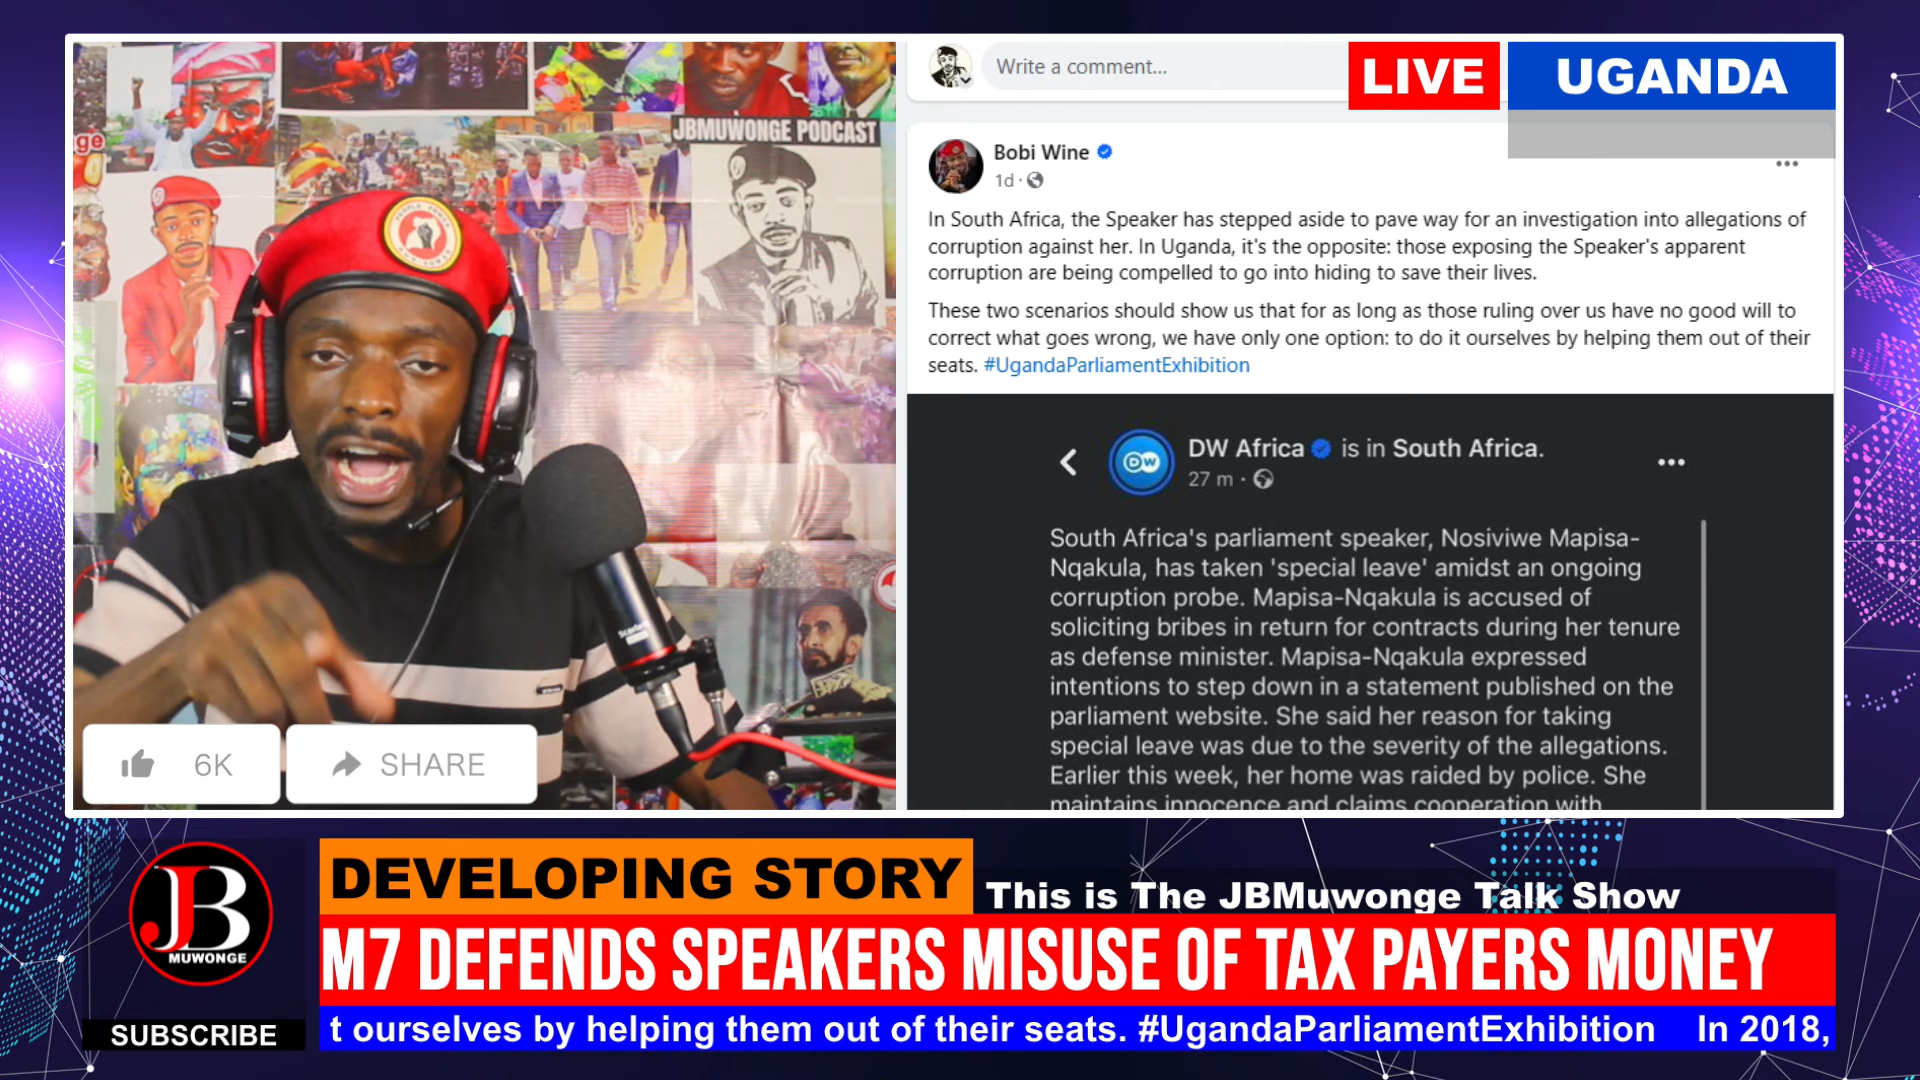 ge
JBMUWONGE PODCAST
6K
SHARE
Write a comment...
LIVE
UGANDA
Bobi Wine
1d ·
In South Africa, the Speaker has stepped aside to pave way for an investigation into allegations of
corruption against her. In Uganda, it's the opposite: those exposing the Speaker's apparent
corruption are being compelled to go into hiding to save their lives.
These two scenarios should show us that for as long as those ruling over us have no good will to
correct what goes wrong, we have only one option: to do it ourselves by helping them out of their
seats. #UgandaParliamentExhibition
DW
DW Africa is in South Africa.
27 m ·
South Africa's parliament speaker, Nosiviwe Mapisa-
Nqakula, has taken 'special leave' amidst an ongoing
corruption probe. Mapisa-Nqakula is accused of
soliciting bribes in return for contracts during her tenure
as defense minister. Mapisa-Nqakula expressed
intentions to step down in a statement published on the
parliament website. She said her reason for taking
special leave was due to the severity of the allegations.
Earlier this week, her home was raided by police. She
maintains innocence and claims cooperation with
JB
MUWONGE
SUBSCRIBE
DEVELOPING STORY
This is The JBMuwonge Talk Show
M7 DEFENDS SPEAKERS MISUSE OF TAX PAYERS MONEY
t ourselves by helping them out of their seats. #UgandaParliamentExhibition In 2018,